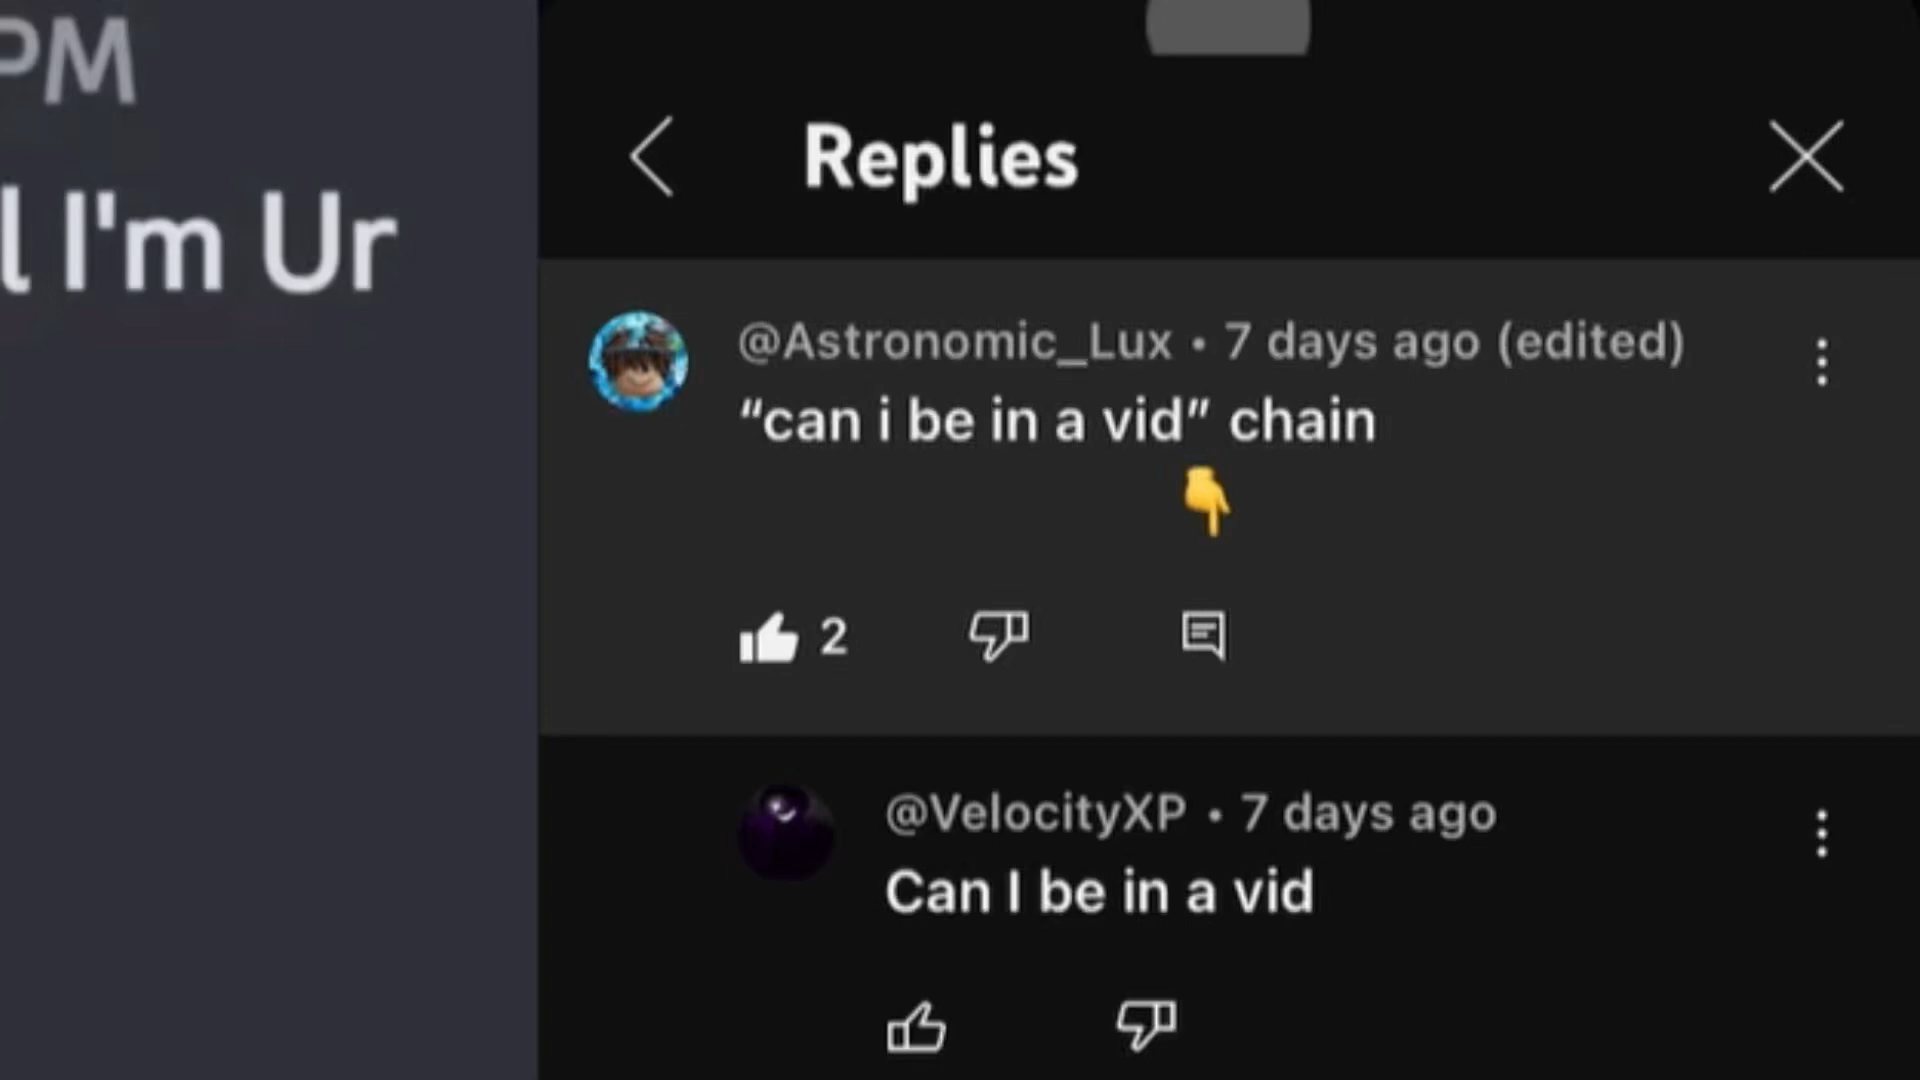 PM
l I'm Ur
Replies
@Astronomic_Lux • 7 days ago (edited)
“can i be in a vid” chain
👇
2
@VelocityXP • 7 days ago
Can I be in a vid